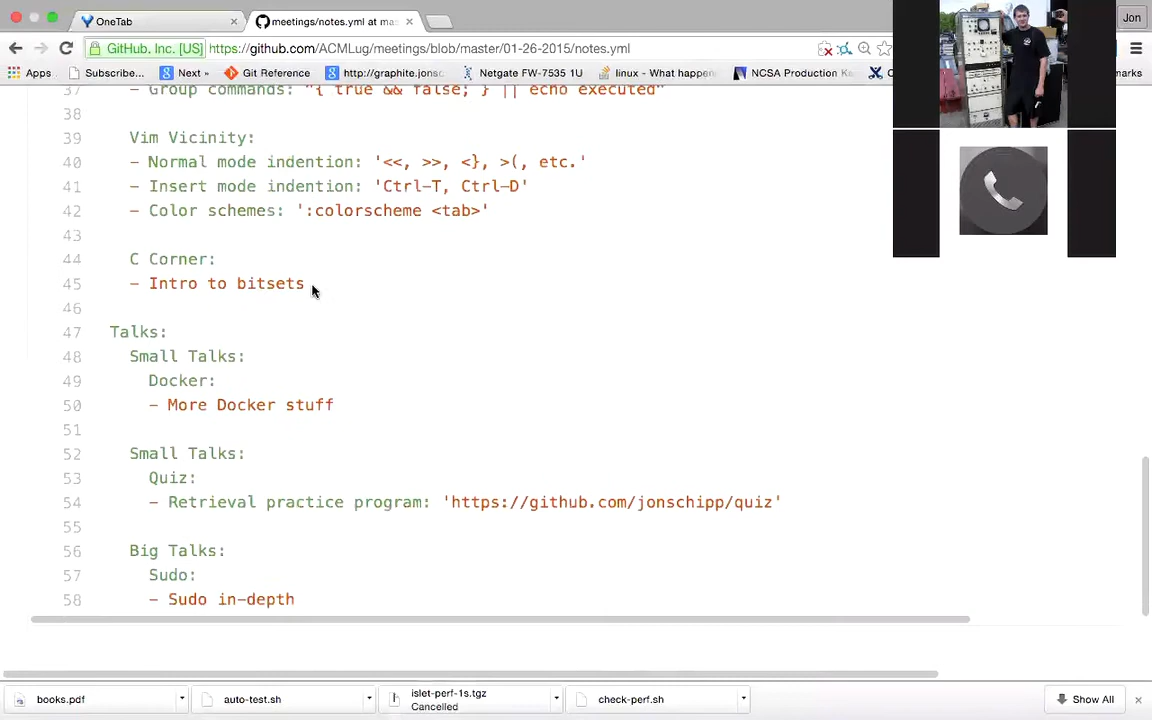 OneTab
meetings/notes.yml at mas
Jon
GitHub, Inc. [US]
https://github.com/ACMLug/meetings/blob/master/01-26-2015/notes.yml
Apps
Subscribe...
Next »
Git Reference
http://graphite.jons
Netgate FW-7535 1U
linux - What happen
NCSA Production K
marks
37 - Group commands: "{ true && false; } || echo executed"
38
39 Vim Vicinity:
40 - Normal mode indention: '<<, >>, <}, >(, etc.'
41 - Insert mode indention: 'Ctrl-T, Ctrl-D'
42 - Color schemes: ':colorscheme <tab>'
43
44 C Corner:
45 - Intro to bitsets
46
47 Talks:
48 Small Talks:
49 Docker:
50 - More Docker stuff
51
52 Small Talks:
53 Quiz:
54 - Retrieval practice program: 'https://github.com/jonschipp/quiz'
55
56 Big Talks:
57 Sudo:
58 - Sudo in-depth
books.pdf
auto-test.sh
islet-perf-1s.tgz
Cancelled
check-perf.sh
Show All